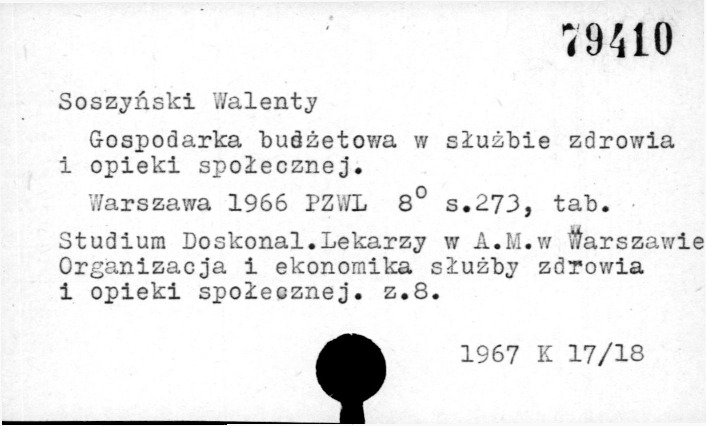 79410
Soszyński Walenty
Gospodarka budżetowa w służbie zdrowia
i opieki społecznej.
Warszawa 1966 PZWL 8° s.273, tab.
Studium Doskonal.Lekarzy w A.M.w Warszawie
Organizacja i ekonomika służby zdrowia
i opieki społecznej. z.8.
1967 K 17/18